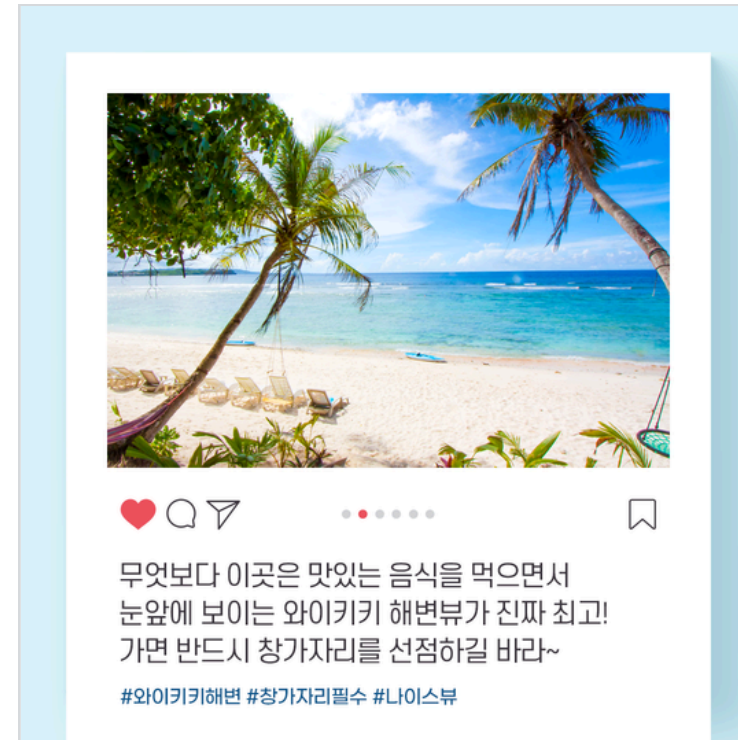 무엇보다 이곳은 맛있는 음식을 먹으면서
눈앞에 보이는 와이키키 해변뷰가 진짜 최고!
가면 반드시 창가자리를 선점하길 바라~
#와이키키해변 #창가자리필수 #나이스뷰